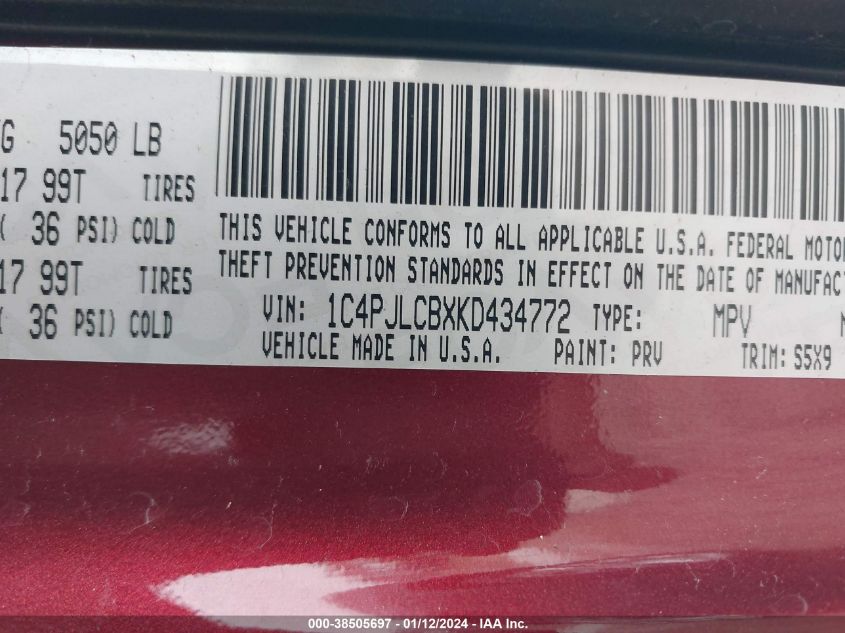 5050 LB
17 99T TIRES
36 PSI) COLD
17 99T TIRES
36 PSI) COLD
THIS VEHICLE CONFORMS TO ALL APPLICABLE U.S.A. FEDERAL MOTOR
THEFT PREVENTION STANDARDS IN EFFECT ON THE DATE OF MANUFAC
VIN: 1C4PJLCBXKD434772 TYPE: MPV
VEHICLE MADE IN U.S.A. PAINT: PRV TRIM: S5X9
000-38505697 - 01/12/2024 - IAA Inc.